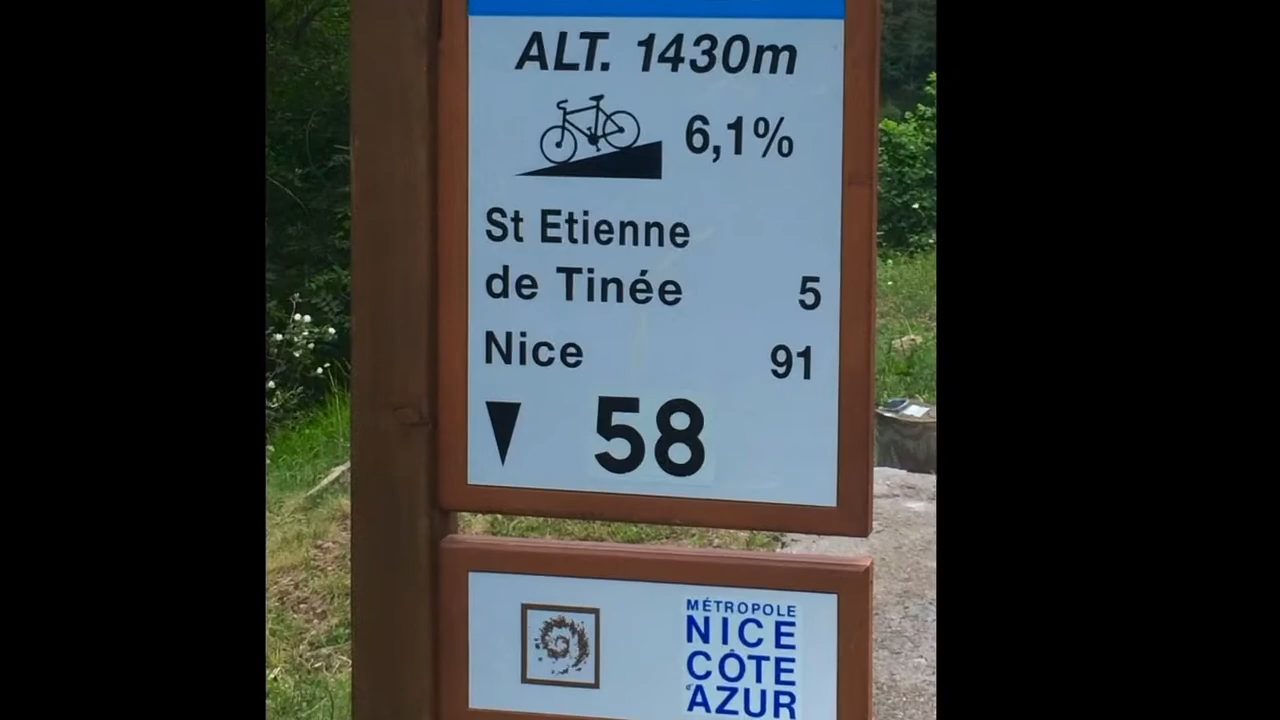 ALT. 1430m
6,1%
St Etienne
de Tinée 5
Nice 91
58
MÉTROPOLE
NICE
CÔTE
d'AZUR